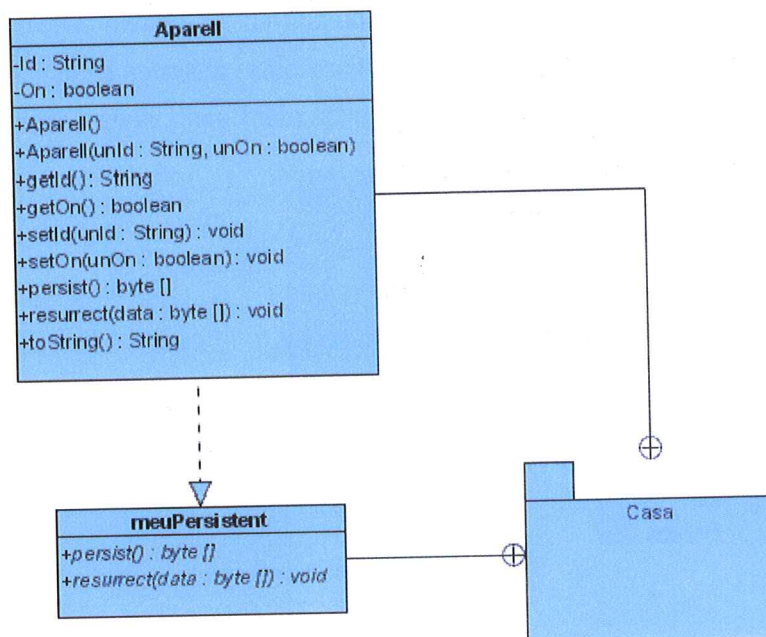 Aparell
-Id : String
-On : boolean
+Aparell()
+Aparell(unId : String, unOn : boolean)
+getId() : String
+getOn() : boolean
+setId(unId : String) : void
+setOn(unOn : boolean) : void
+persist() : byte []
+resurrect(data : byte []) : void
+toString() : String
meuPersistent
+persist() : byte []
+resurrect(data : byte []) : void
Casa